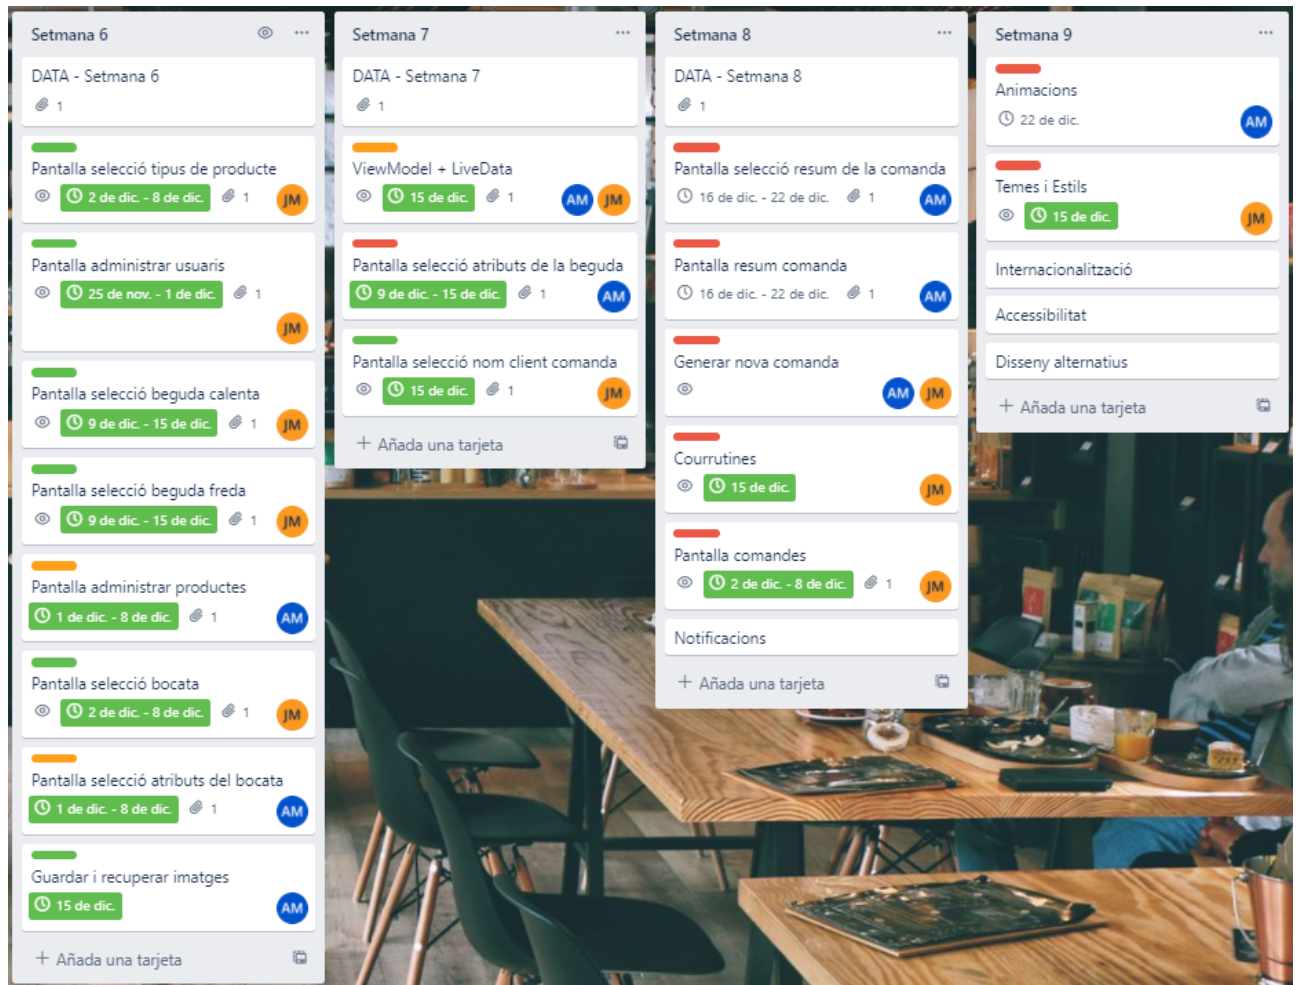 Setmana 6
DATA - Setmana 6
1
Pantalla selecció tipus de producte
2 de dic. - 8 de dic. 1 JM
Pantalla administrar usuaris
25 de nov. - 1 de dic. 1
JM
Pantalla selecció beguda calenta
9 de dic. - 15 de dic. 1 JM
Pantalla selecció beguda freda
9 de dic. - 15 de dic. 1 JM
Pantalla administrar productes
1 de dic. - 8 de dic. 1 AM
Pantalla selecció bocata
2 de dic. - 8 de dic. 1 JM
Pantalla selecció atributs del bocata
1 de dic. - 8 de dic. 1 AM
Guardar i recuperar imatges
15 de dic. AM
+ Añada una tarjeta
Setmana 7
DATA - Setmana 7
1
ViewModel + LiveData
15 de dic. 1 AM JM
Pantalla selecció atributs de la beguda
9 de dic. - 15 de dic. 1 AM
Pantalla selecció nom client comanda
15 de dic. 1 JM
+ Añada una tarjeta
Setmana 8
DATA - Setmana 8
1
Pantalla selecció resum de la comanda
16 de dic. - 22 de dic. 1 AM
Pantalla resum comanda
16 de dic. - 22 de dic. 1 AM
Generar nova comanda
AM JM
Courrutines
15 de dic. JM
Pantalla comandes
2 de dic. - 8 de dic. 1 JM
Notificacions
+ Añada una tarjeta
Setmana 9
Animacions
22 de dic. AM
Temes i Estils
15 de dic. JM
Internacionalització
Accessibilitat
Disseny alternatius
+ Añada una tarjeta